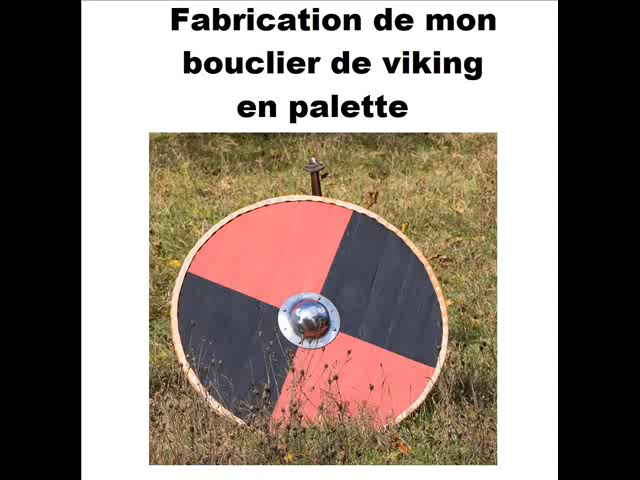 Fabrication de mon
bouclier de viking
en palette